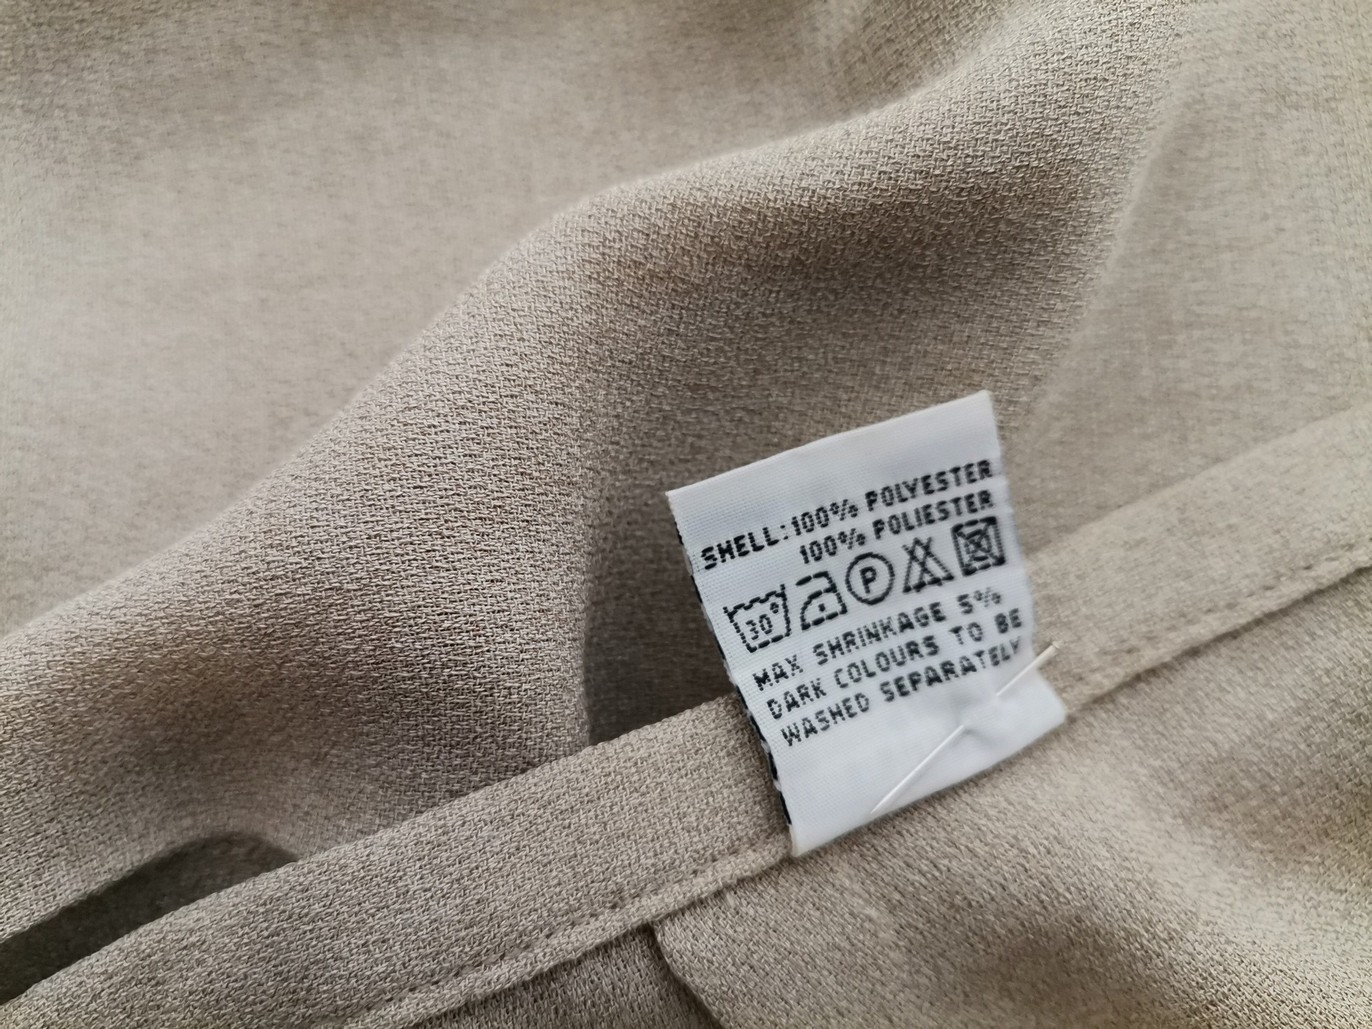 SHELL:100% POLYESTER
100% POLIESTER
30° P
MAX SHRINKAGE 5%
DARK COLOURS TO BE
WASHED SEPARATELY